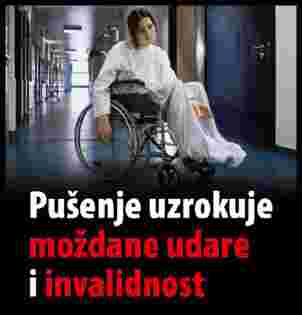 Pušenje uzrokuje
moždane udare
i invalidnost